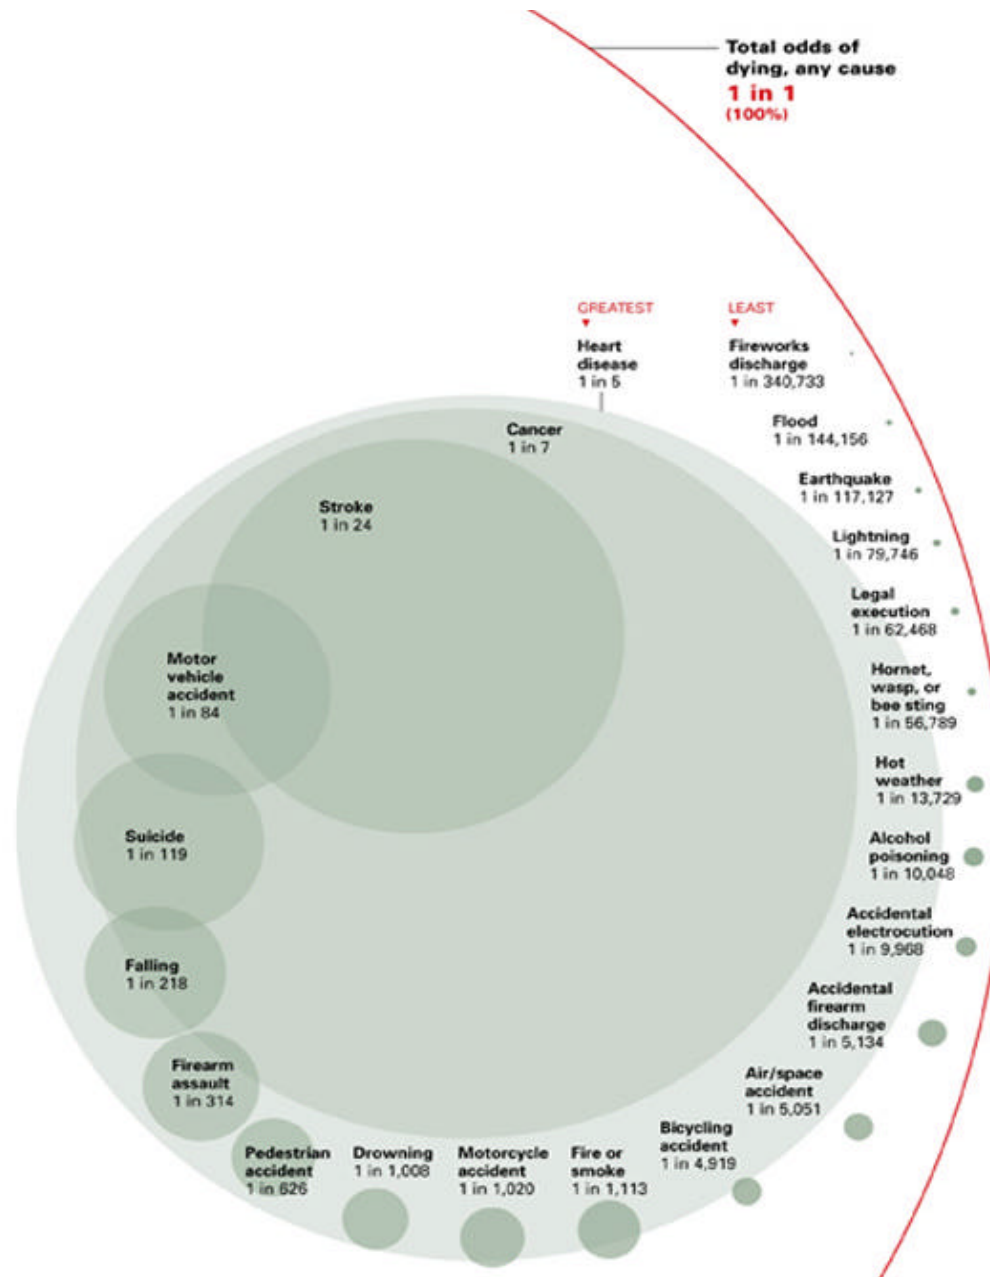 Total odds of
dying, any cause
1 in 1
(100%)
GREATEST
Heart
disease
1 in 5
LEAST
Fireworks
discharge
1 in 340,733
Flood
1 in 144,156
Earthquake
1 in 117,127
Lightning
1 in 79,746
Legal
execution
1 in 62,468
Hornet,
wasp, or
bee sting
1 in 56,789
Hot
weather
1 in 13,729
Alcohol
poisoning
1 in 10,048
Accidental
electrocution
1 in 9,968
Accidental
firearm
discharge
1 in 5,134
Air/space
accident
1 in 5,051
Bicycling
accident
1 in 4,919
Fire or
smoke
1 in 1,113
Motorcycle
accident
1 in 1,020
Drowning
1 in 1,008
Pedestrian
accident
1 in 626
Firearm
assault
1 in 314
Falling
1 in 218
Suicide
1 in 119
Motor
vehicle
accident
1 in 84
Stroke
1 in 24
Cancer
1 in 7